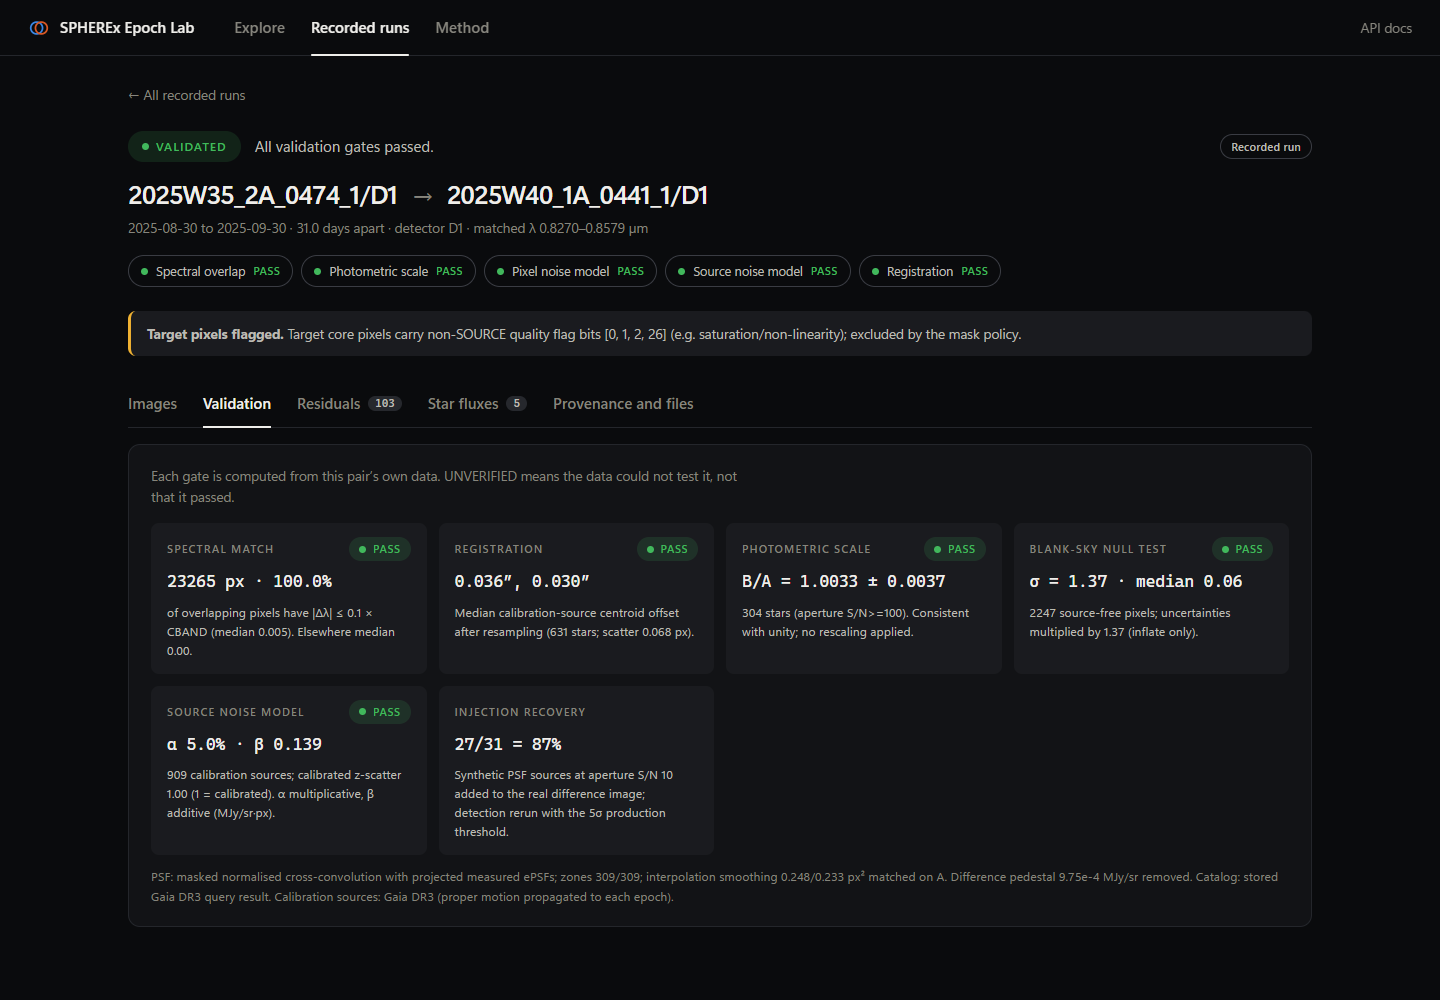 SPHEREx Epoch Lab Explore Recorded runs Method API docs
← All recorded runs
VALIDATED All validation gates passed. Recorded run
2025W35_2A_0474_1/D1 → 2025W40_1A_0441_1/D1
2025-08-30 to 2025-09-30 · 31.0 days apart · detector D1 · matched λ 0.8270–0.8579 µm
Spectral overlap PASS Photometric scale PASS Pixel noise model PASS Source noise model PASS Registration PASS
Target pixels flagged. Target core pixels carry non-SOURCE quality flag bits [0, 1, 2, 26] (e.g. saturation/non-linearity); excluded by the mask policy.
Images Validation Residuals 103 Star fluxes 5 Provenance and files
Each gate is computed from this pair's own data. UNVERIFIED means the data could not test it, not
that it passed.
SPECTRAL MATCH PASS
23265 px · 100.0%
of overlapping pixels have |Δλ| ≤ 0.1 ×
CBAND (median 0.005). Elsewhere median
0.00.
REGISTRATION PASS
0.036″, 0.030″
Median calibration-source centroid offset
after resampling (631 stars; scatter 0.068 px).
PHOTOMETRIC SCALE PASS
B/A = 1.0033 ± 0.0037
304 stars (aperture S/N>=100). Consistent
with unity; no rescaling applied.
BLANK-SKY NULL TEST PASS
σ = 1.37 · median 0.06
2247 source-free pixels; uncertainties
multiplied by 1.37 (inflate only).
SOURCE NOISE MODEL PASS
α 5.0% · β 0.139
909 calibration sources; calibrated z-scatter
1.00 (1 = calibrated). α multiplicative, β
additive (MJy/sr·px).
INJECTION RECOVERY
27/31 = 87%
Synthetic PSF sources at aperture S/N 10
added to the real difference image;
detection rerun with the 5σ production
threshold.
PSF: masked normalised cross-convolution with projected measured ePSFs; zones 309/309; interpolation smoothing 0.248/0.233 px² matched on A. Difference pedestal 9.75e-4 MJy/sr removed. Catalog: stored
Gaia DR3 query result. Calibration sources: Gaia DR3 (proper motion propagated to each epoch).